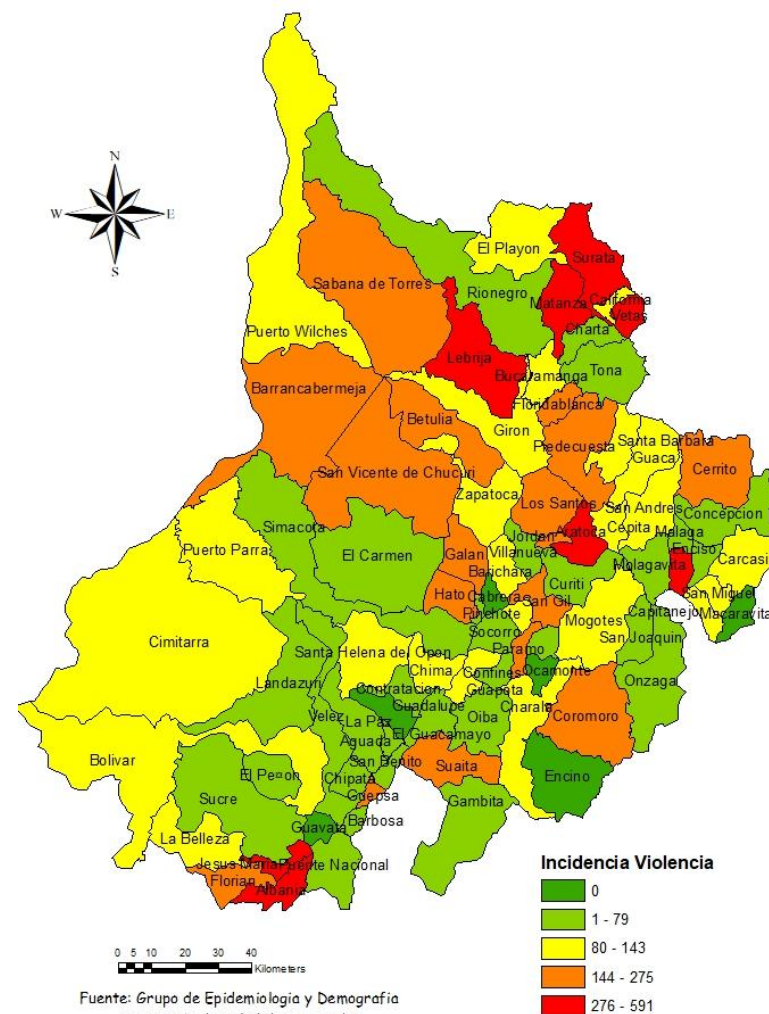 N
W
E
S
El Playon
Surata
Sabana de Torres
Rionegro
Matanza
California
Vetas
Puerto Wilches
Charta
Lebrija
Tona
Bucaramanga
Barrancabermeja
Floridablanca
Betulia
Giron
Piedecuesta
Santa Barbara
Guaca
Cerrito
San Vicente de Chucuri
Zapatoca
Los Santos
San Andres
Concepcion
Simacota
Jordan
Aratoca
Cepita
Malaga
Puerto Parra
El Carmen
Galan
Villanueva
Enciso
Carcasi
Barichara
Curiti
Molagavita
Hato
Cabrera
San Gil
San Miguel
Pinchote
Mogotes
Capitanejo
Macaravita
Cimitarra
Socorro
San Joaquin
Santa Helena del Opon
Paramo
Chima
Confines
Ocamonte
Onzaga
Landazuri
Contratacion
Guapota
Guadalupe
Charala
Velez
La Paz
Oiba
Coromoro
Aguada
El Guacamayo
Bolivar
San Benito
Suaita
El Pe¤on
Chipata
Encino
Sucre
Guepsa
Gambita
Guavata
Barbosa
La Belleza
Jesus Maria
Puente Nacional
Florian
Albania
Incidencia Violencia
0
1 - 79
80 - 143
144 - 275
276 - 591
0 5 10 20 30 40
Kilometers
Fuente: Grupo de Epidemiologia y Demografia